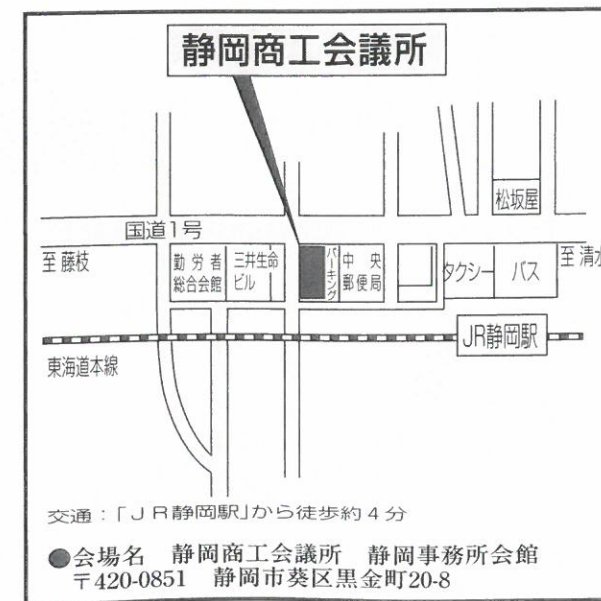 静岡商工会議所
松坂屋
国道1号
至 藤枝
勤労者
総合会館
三井生命
ビル
パーキング
中央
郵便局
タクシー
バス
至 清水
JR静岡駅
東海道本線
交通：「JR静岡駅」から徒歩約4分
●会場名　静岡商工会議所　静岡事務所会館
〒420-0851　静岡市葵区黒金町20-8